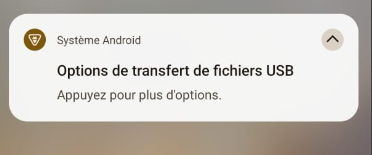 Système Android
Options de transfert de fichiers USB
Appuyez pour plus d'options.